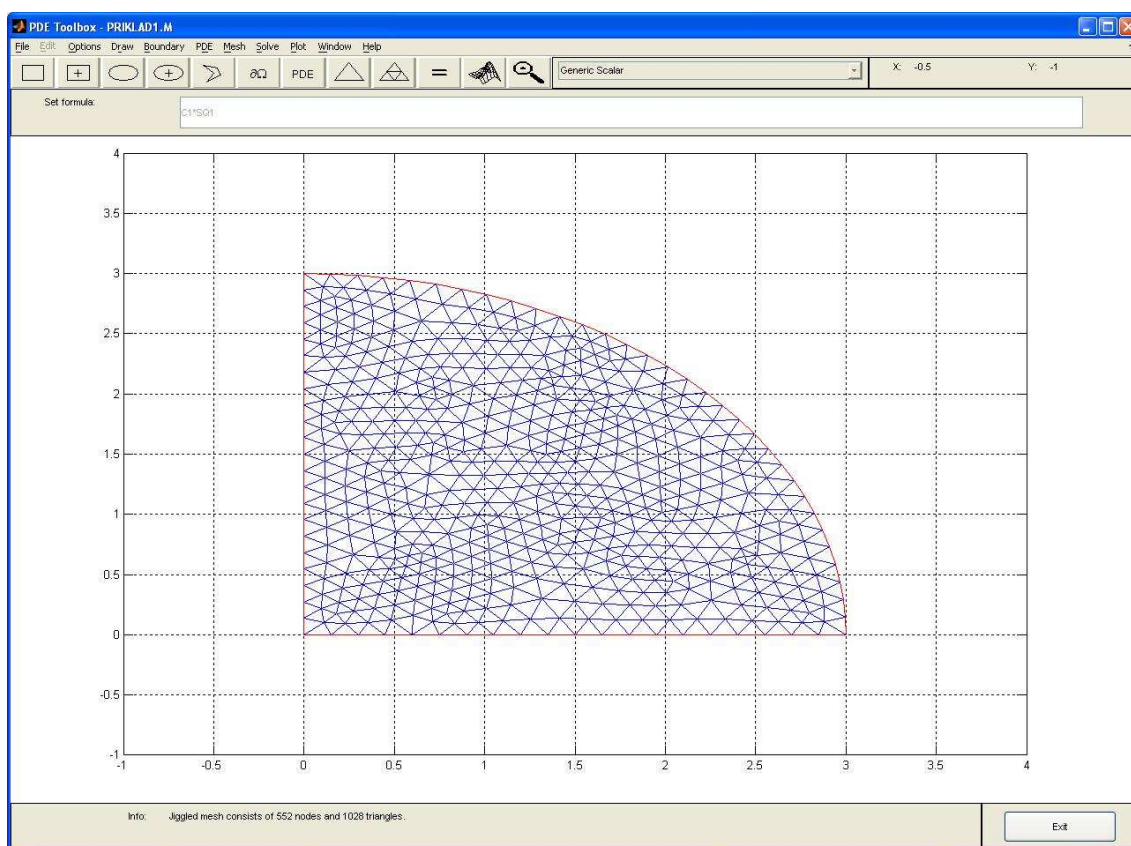 PDE Toolbox - PRIKLAD1.M
File Edit Options Draw Boundary PDE Mesh Solve Plot Window Help
+ + ∂Ω PDE = Generic Scalar X: -0.5 Y: -1
Set formula: C1*SQ1
4
3.5
3
2.5
2
1.5
1
0.5
0
-0.5
-1
-1 -0.5 0 0.5 1 1.5 2 2.5 3 3.5 4
Info: Jiggled mesh consists of 552 nodes and 1028 triangles. Exit